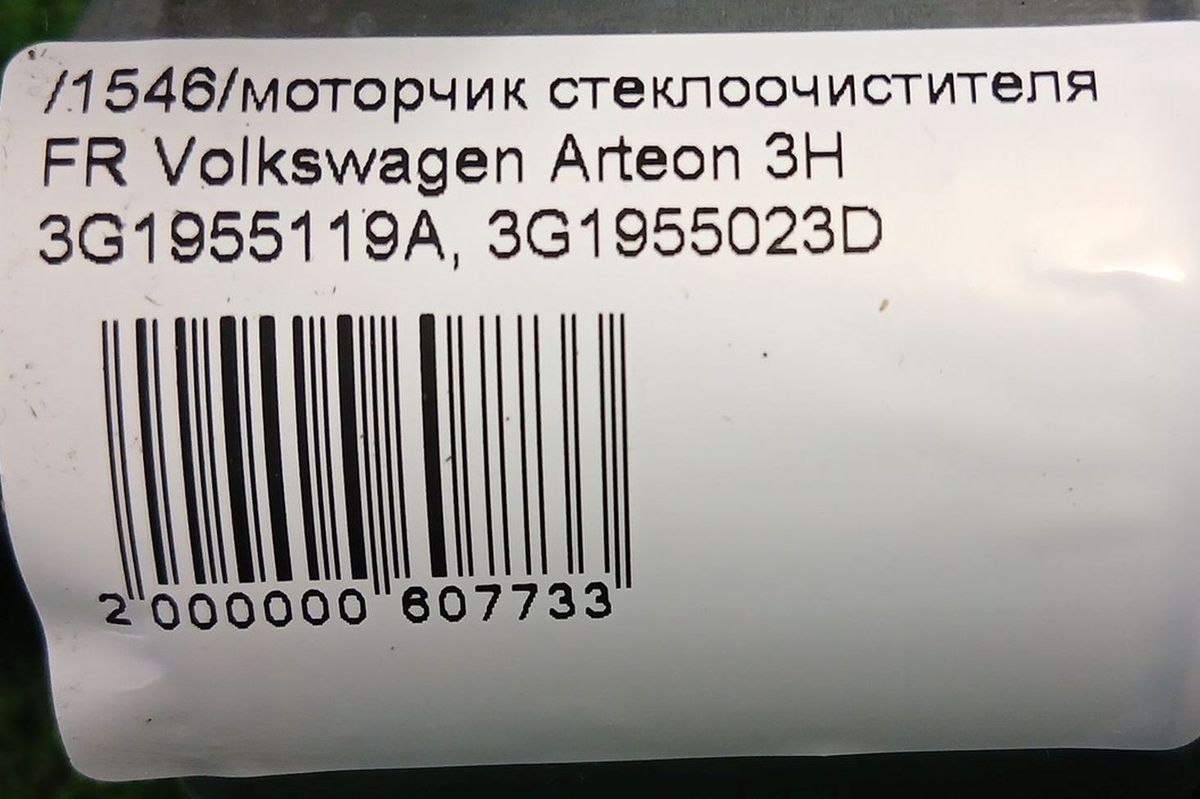 /1546/моторчик стеклоочистителя
FR Volkswagen Arteon 3H
3G1955119A, 3G1955023D
2 000000 607733